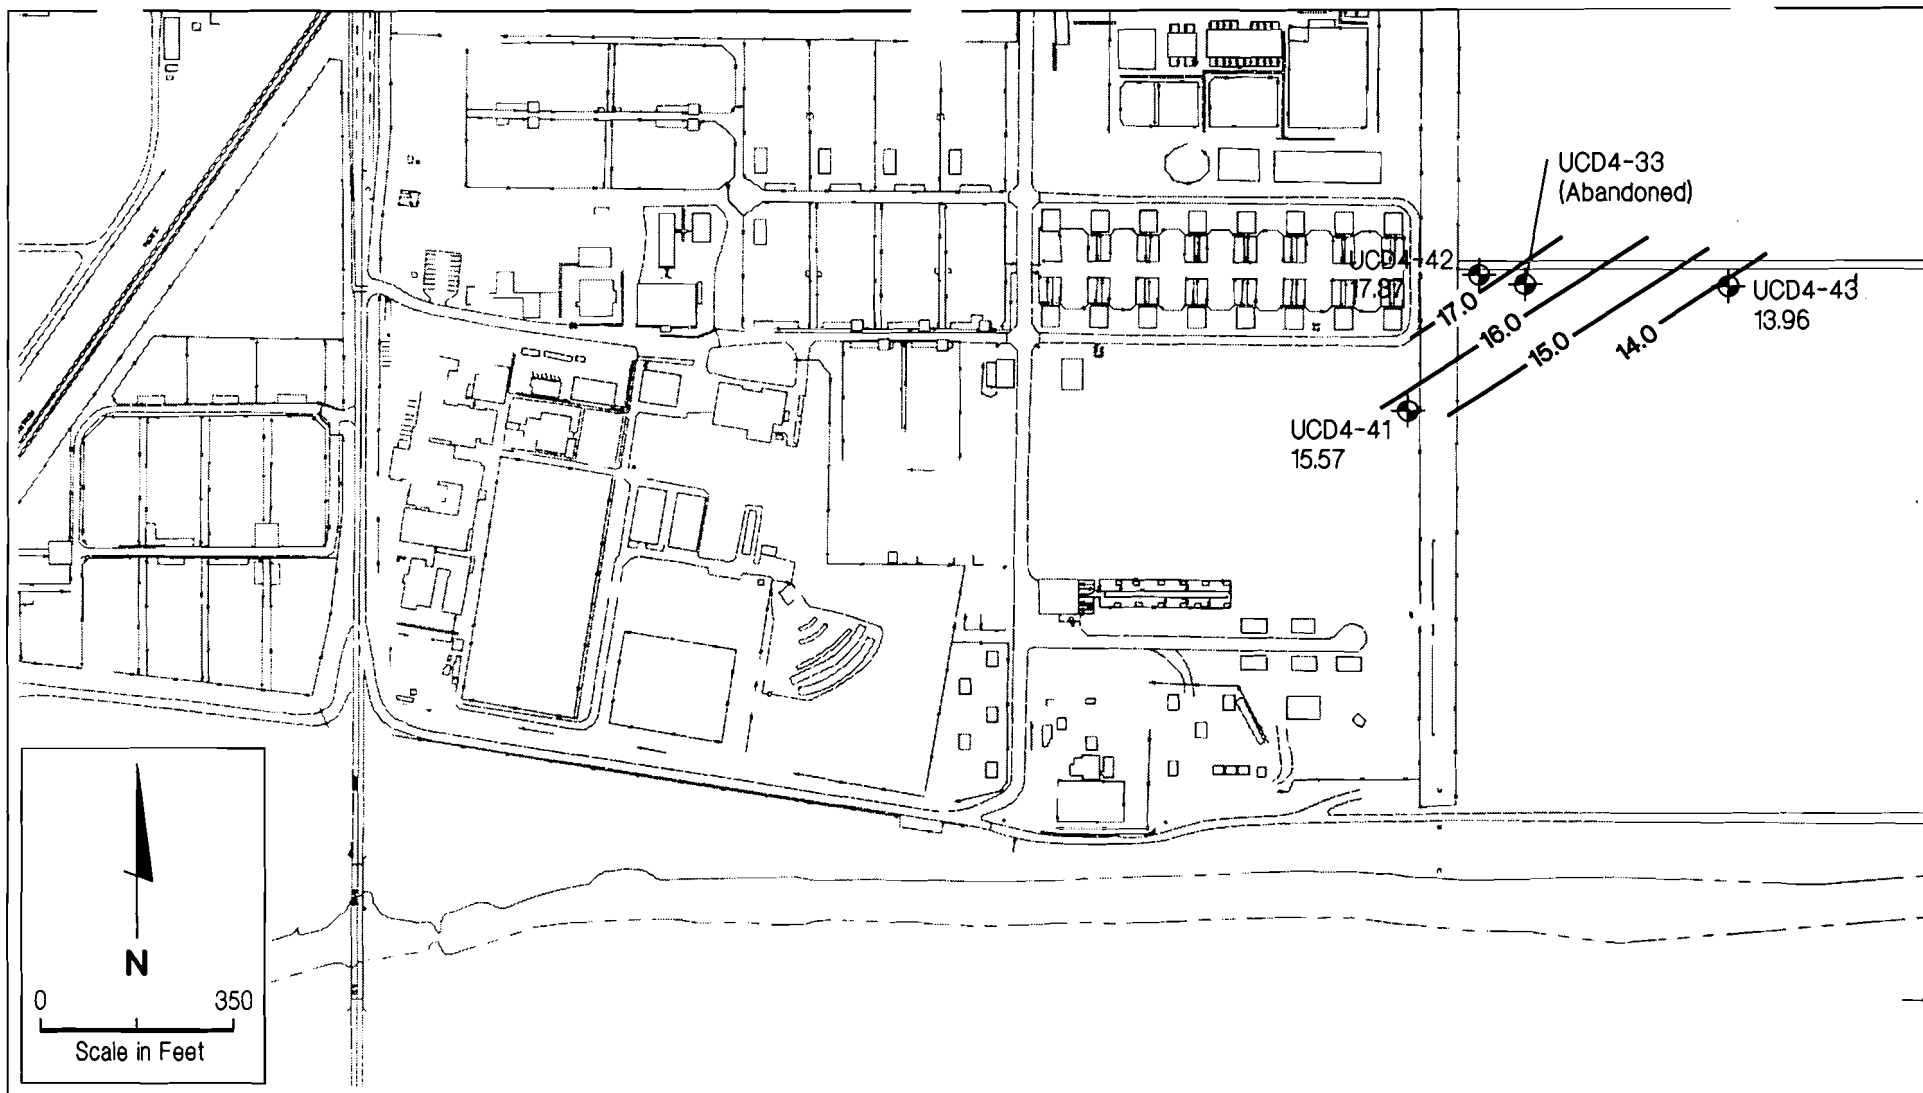 UCD4-33
(Abandoned)
UCD4-42
17.87
17.0
16.0
15.0
14.0
UCD4-43
13.96
UCD4-41
15.57
N
0 350
Scale in Feet